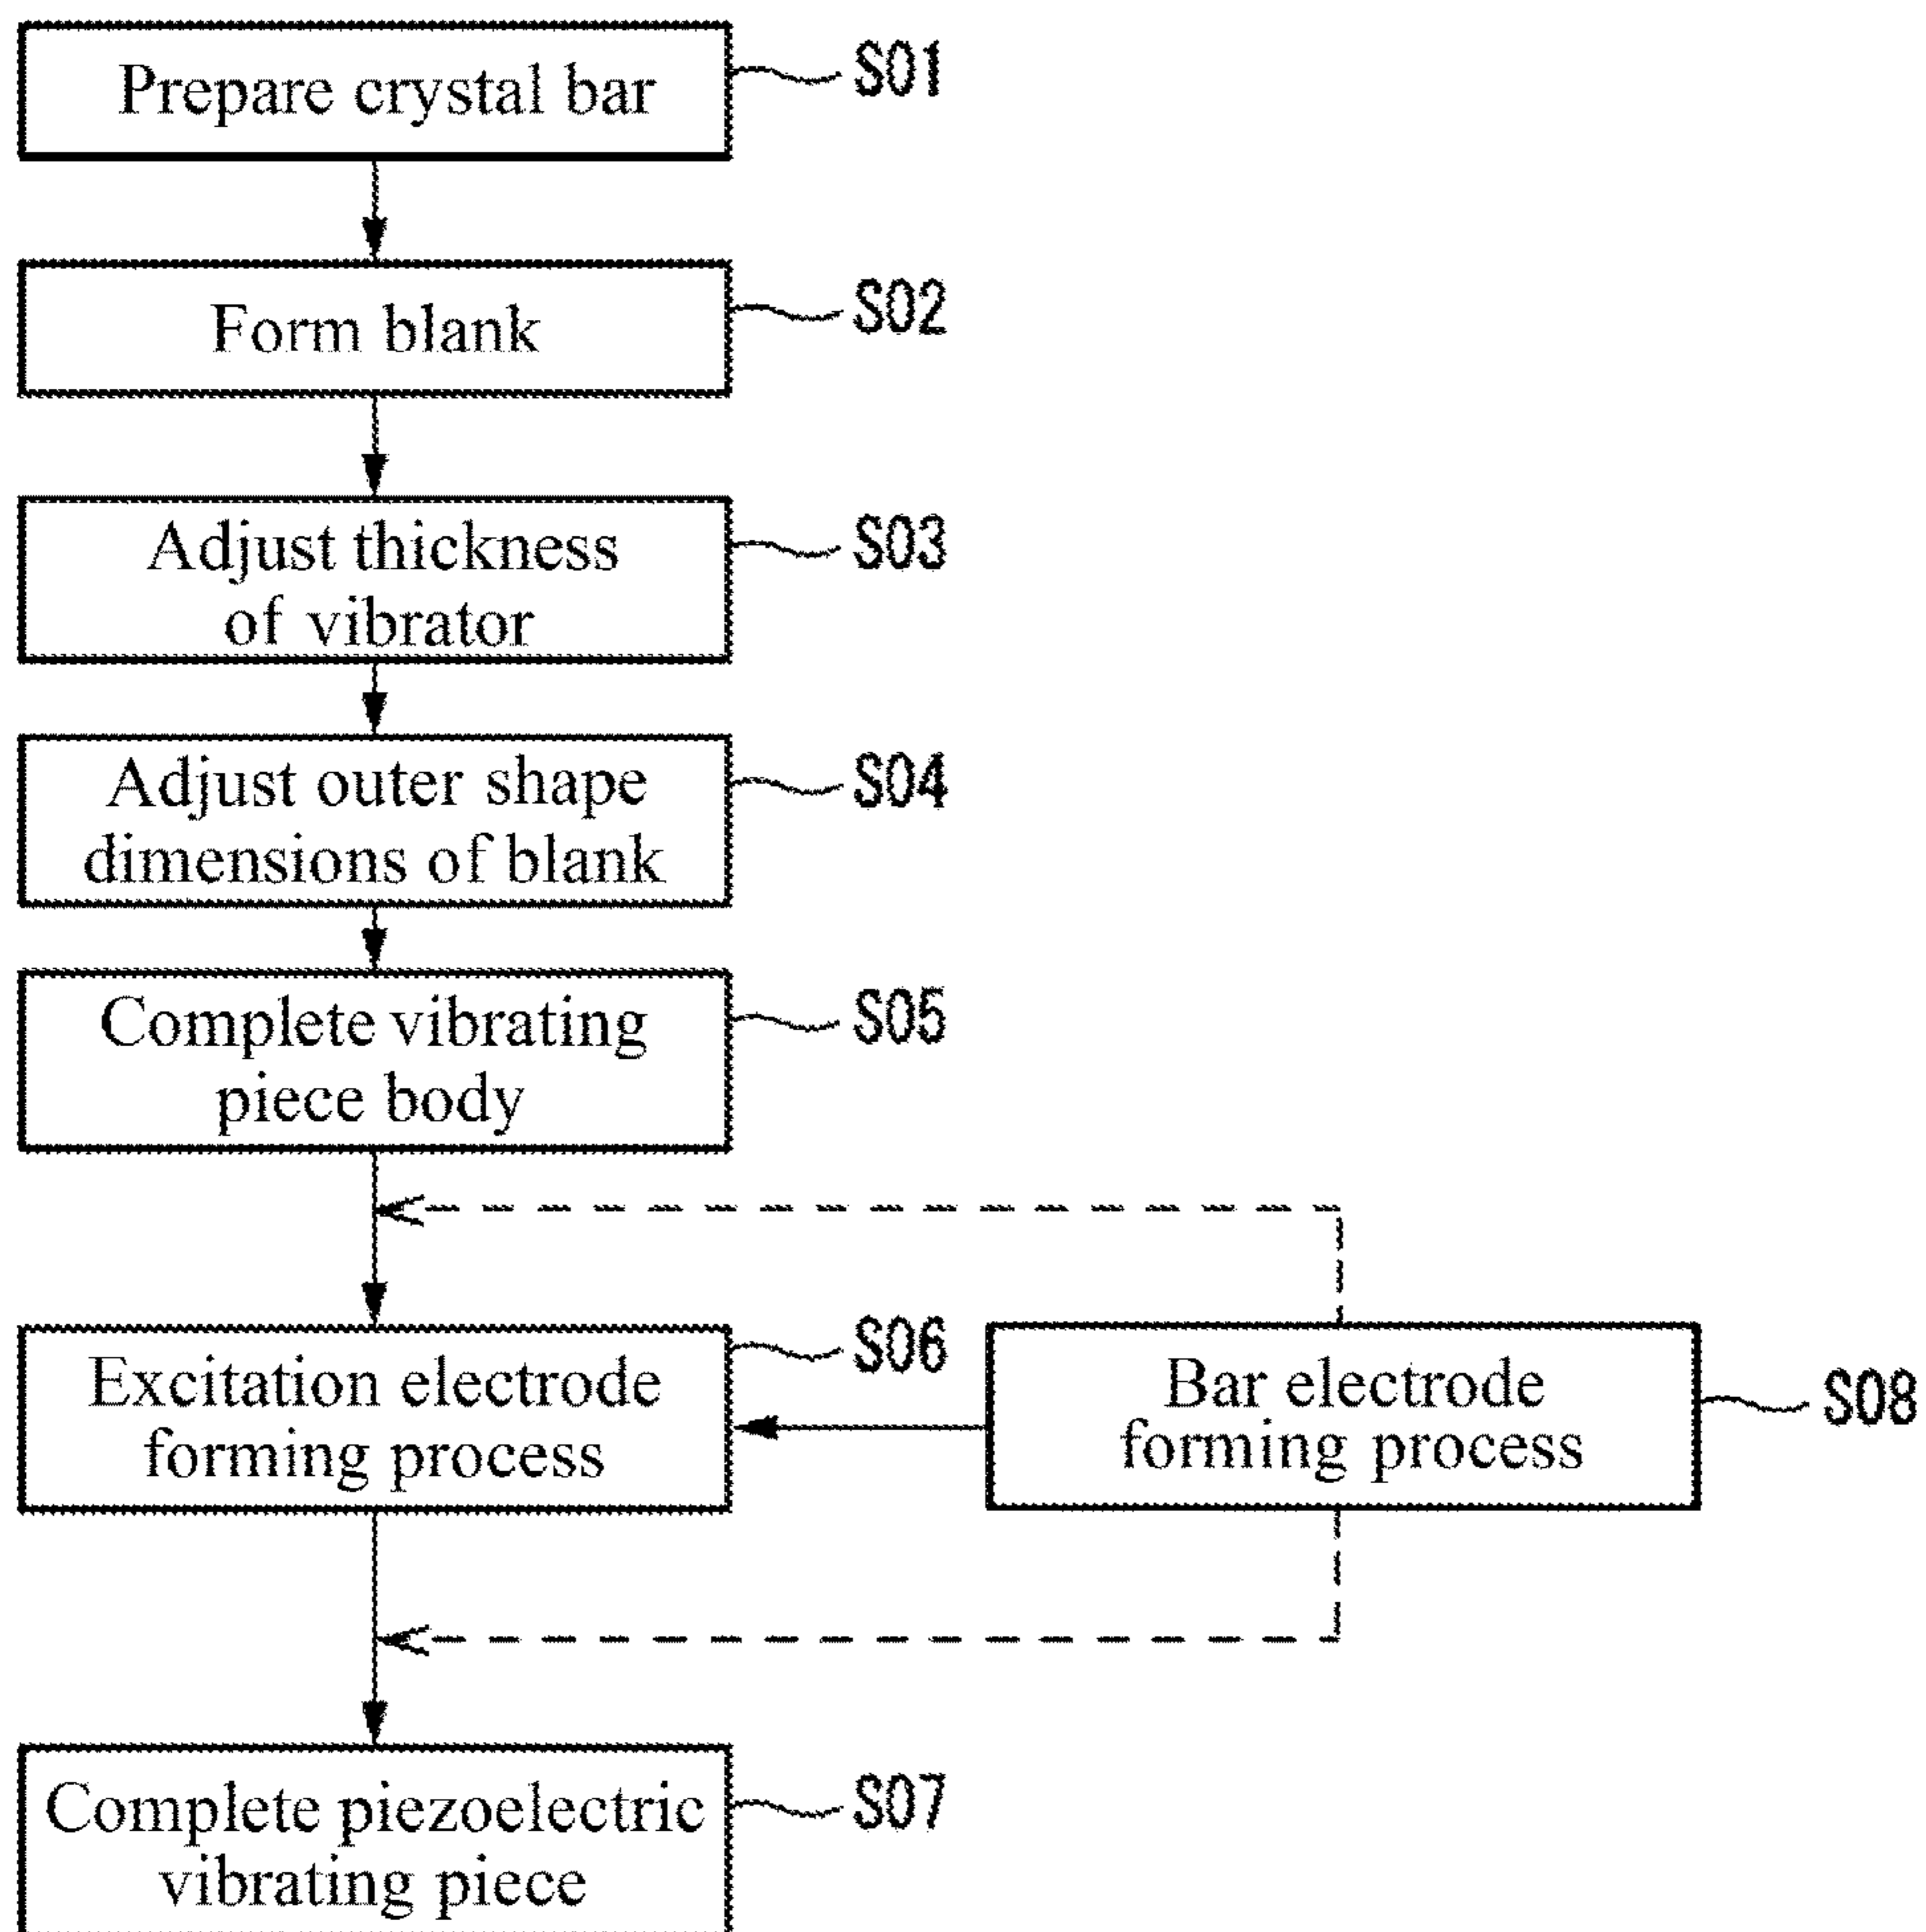 Prepare crystal bar
S01
Form blank
S02
Adjust thickness
of vibrator
S03
Adjust outer shape
dimensions of blank
S04
Complete vibrating
piece body
S05
Excitation electrode
forming process
S06
Bar electrode
forming process
S08
Complete piezoelectric
vibrating piece
S07